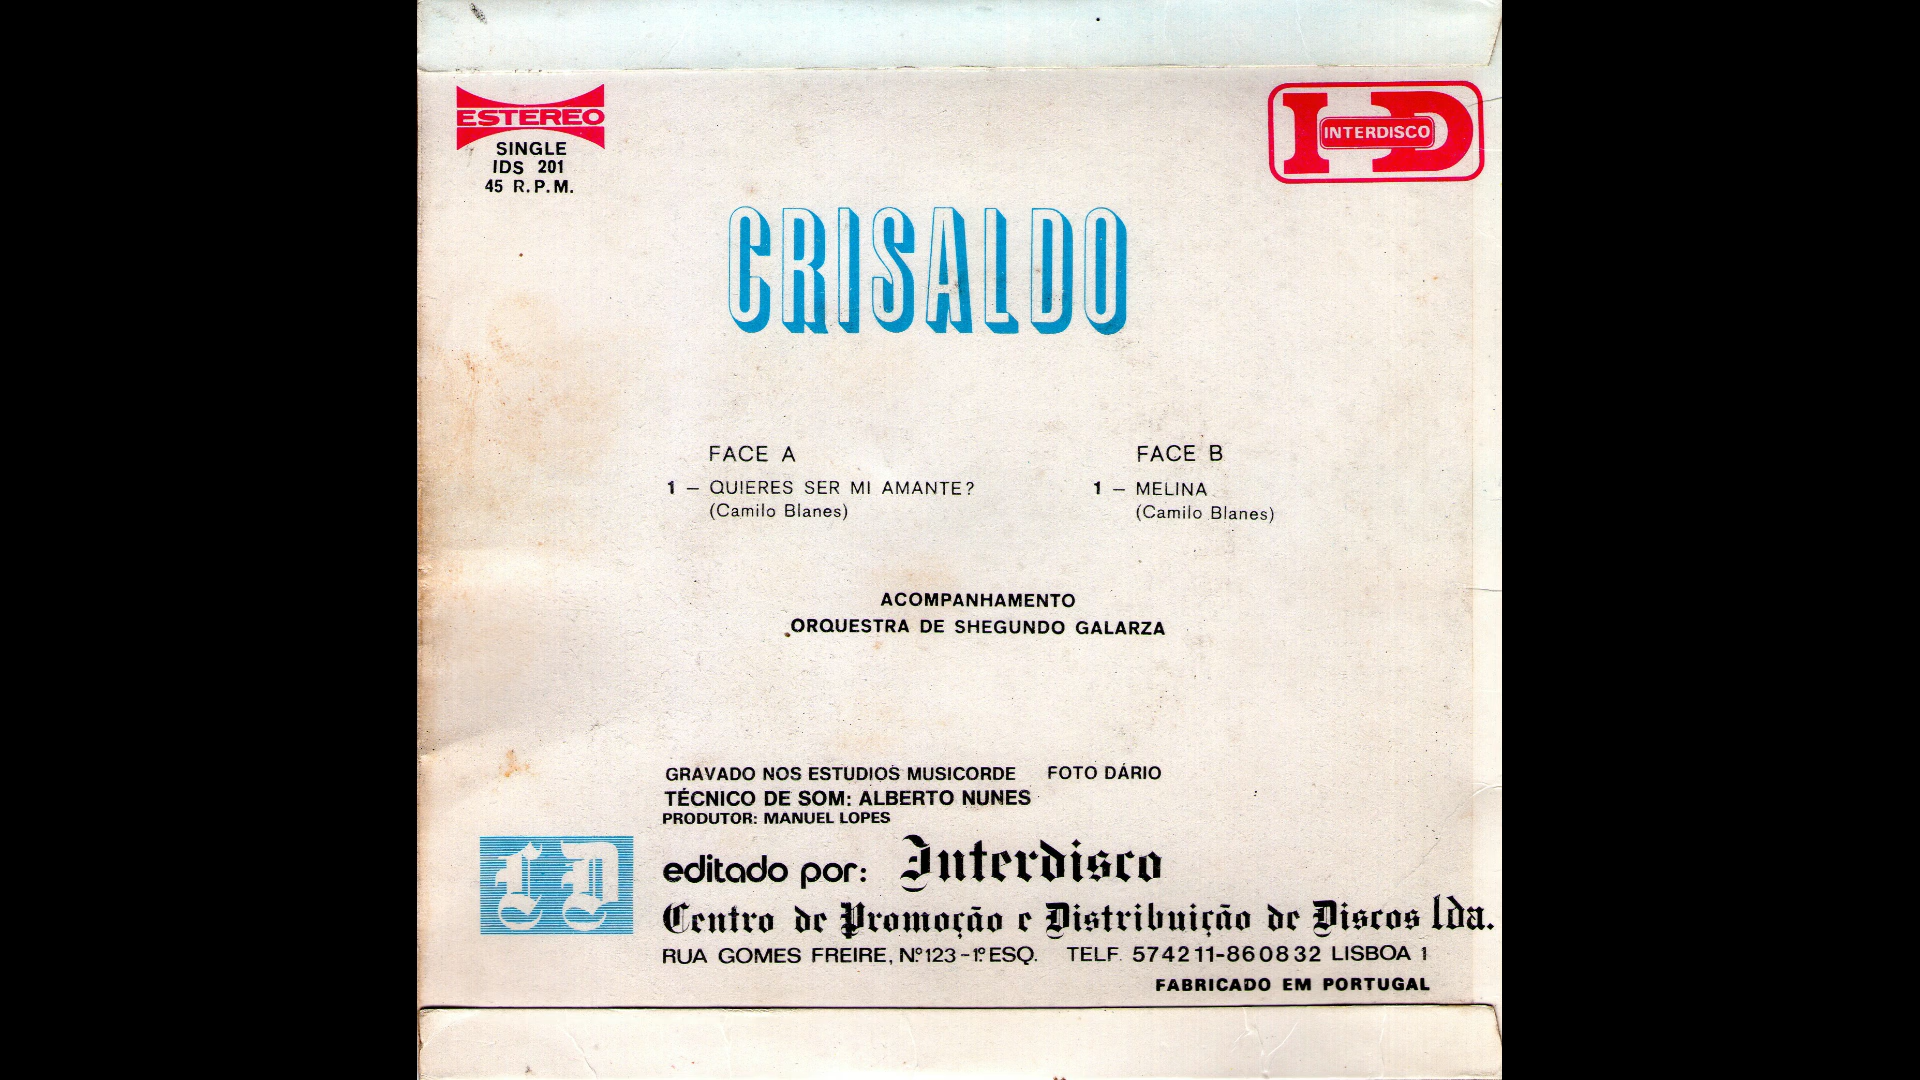 ESTEREO
SINGLE
IDS 201
45 R.P.M.
I D
INTERDISCO
CRISALDO
FACE A
1 — QUIERES SER MI AMANTE?
(Camilo Blanes)
FACE B
1 — MELINA
(Camilo Blanes)
ACOMPANHAMENTO
ORQUESTRA DE SHEGUNDO GALARZA
GRAVADO NOS ESTUDIOS MUSICORDE FOTO DÁRIO
TÉCNICO DE SOM: ALBERTO NUNES
PRODUTOR: MANUEL LOPES
I D
editado por: Interdisco
Centro de Promoção e Distribuição de Discos lda.
RUA GOMES FREIRE, Nº 123 - 1º ESQ. TELF. 574211-860832 LISBOA 1
FABRICADO EM PORTUGAL